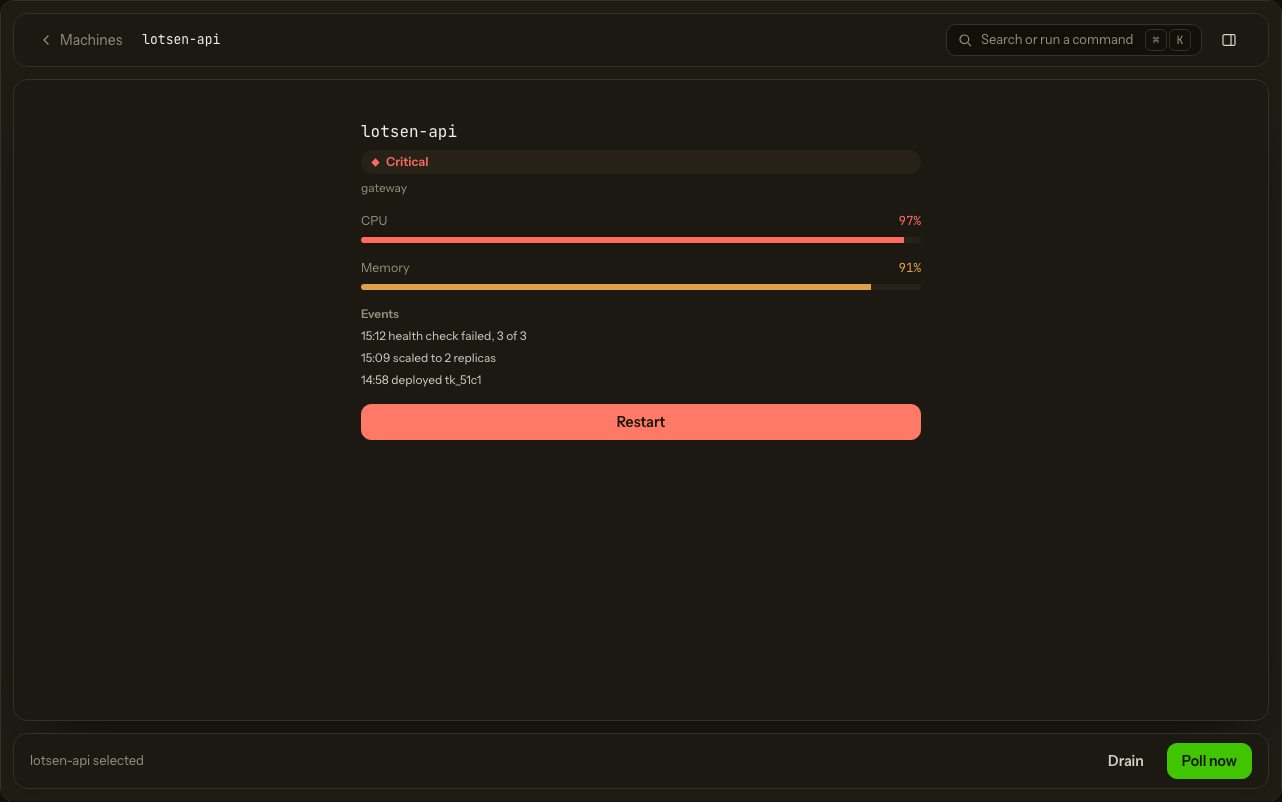 Machines lotsen-api Search or run a command ⌘ K
lotsen-api
Critical
gateway
CPU 97%
Memory 91%
Events
15:12 health check failed, 3 of 3
15:09 scaled to 2 replicas
14:58 deployed tk_51c1
Restart
lotsen-api selected Drain Poll now